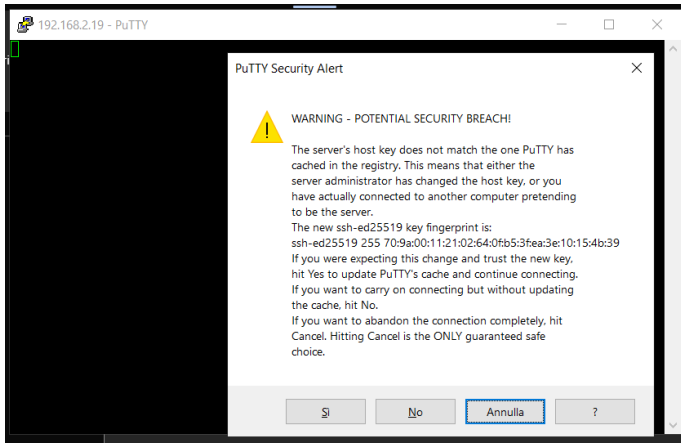 192.168.2.19 - PuTTY
PuTTY Security Alert
WARNING - POTENTIAL SECURITY BREACH!
The server's host key does not match the one PuTTY has
cached in the registry. This means that either the
server administrator has changed the host key, or you
have actually connected to another computer pretending
to be the server.
The new ssh-ed25519 key fingerprint is:
ssh-ed25519 255 70:9a:00:11:21:02:64:0f:b5:3f:ea:3e:10:15:4b:39
If you were expecting this change and trust the new key,
hit Yes to update PuTTY's cache and continue connecting.
If you want to carry on connecting but without updating
the cache, hit No.
If you want to abandon the connection completely, hit
Cancel. Hitting Cancel is the ONLY guaranteed safe
choice.
Sì No Annulla ?